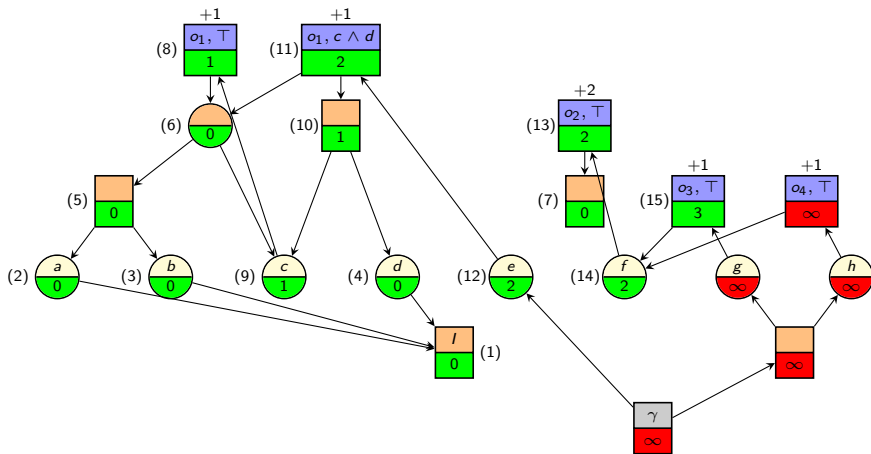 +1 +1
(8) o₁, ⊤ (11) o₁, c ∧ d
1 2
+2
(6) 0 (10) 1 (13) o₂, ⊤
2
+1 +1
(5) 0 (7) 0 (15) o₃, ⊤ o₄, ⊤
3 ∞
(2) a (3) b (9) c (4) d (12) e (14) f g h
0 0 1 0 2 2 ∞ ∞
I (1)
0 ∞
γ
∞